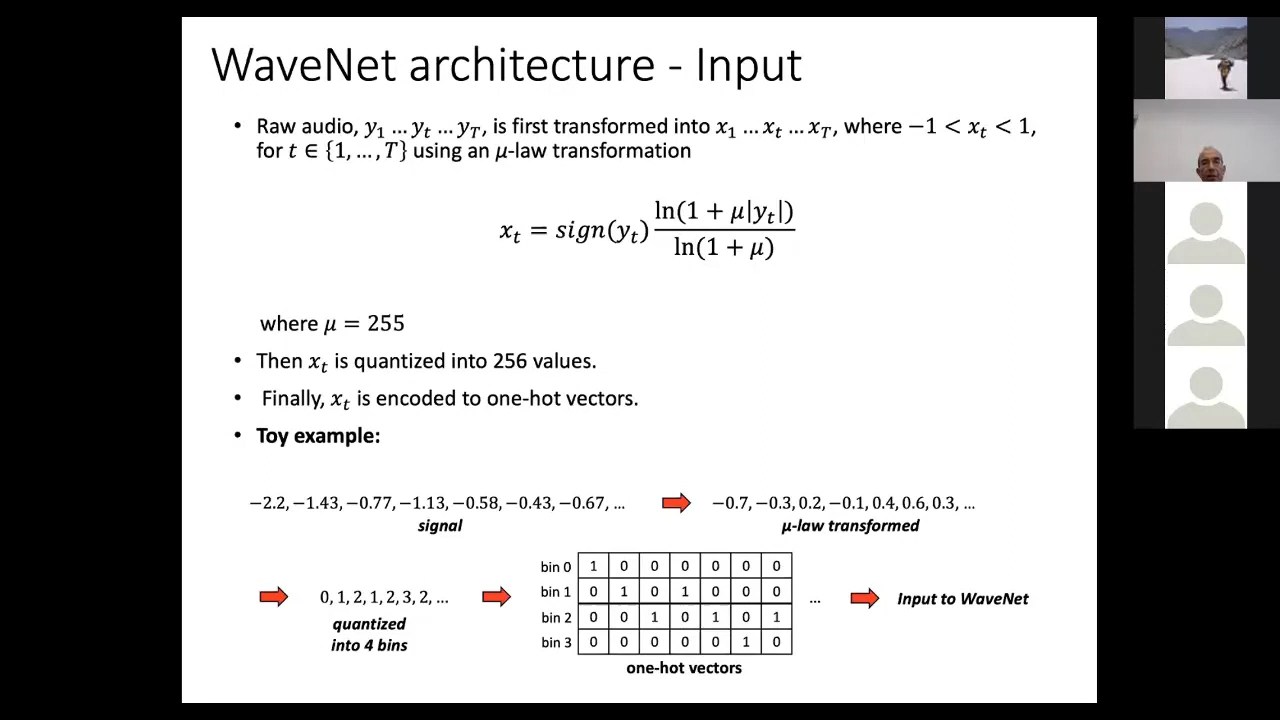 WaveNet architecture - Input
• Raw audio, y₁ … yₜ … y_T, is first transformed into x₁ … xₜ … x_T, where −1 < xₜ < 1,
for t ∈ {1, … , T} using an μ-law transformation
xₜ = sign(yₜ) ln(1 + μ|yₜ|) / ln(1 + μ)
where μ = 255
• Then xₜ is quantized into 256 values.
• Finally, xₜ is encoded to one-hot vectors.
• Toy example:
−2.2, −1.43, −0.77, −1.13, −0.58, −0.43, −0.67, …
signal
−0.7, −0.3, 0.2, −0.1, 0.4, 0.6, 0.3, …
μ-law transformed
0, 1, 2, 1, 2, 3, 2, …
quantized
into 4 bins
bin 0 1 0 0 0 0 0 0
bin 1 0 1 0 1 0 0 0
bin 2 0 0 1 0 1 0 1
bin 3 0 0 0 0 0 1 0
one-hot vectors
…
Input to WaveNet